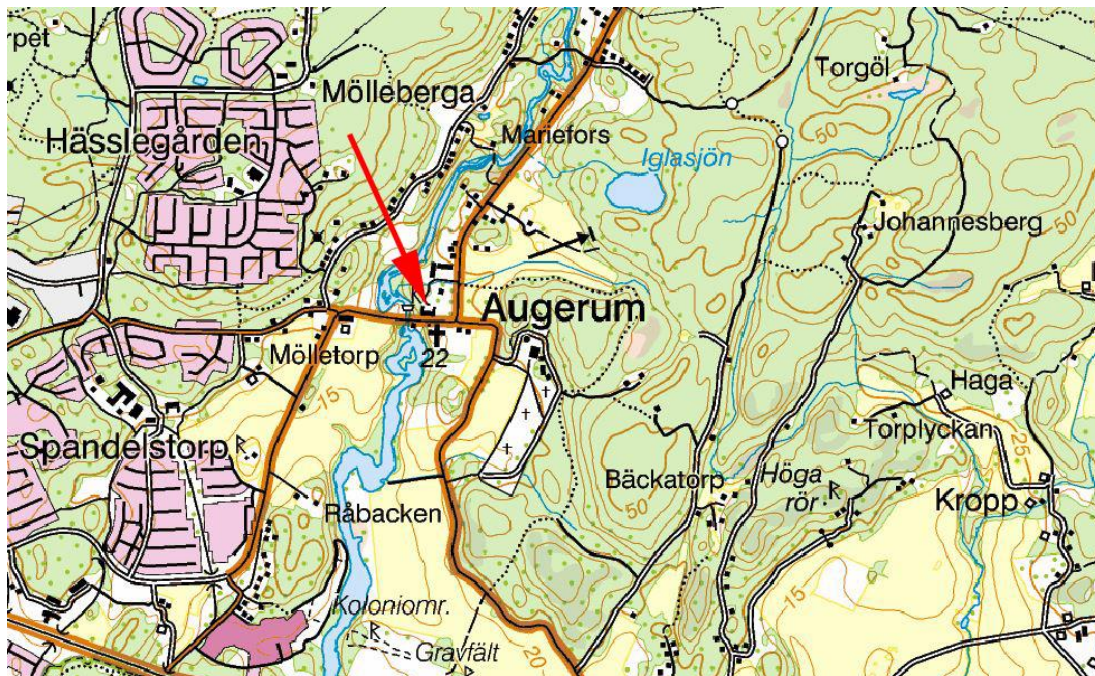 rpet
Torgöl
50
Mölleberga
Mariefors
Hässlegården
Iglasjön
Johannesberg
50
Augerum
Mölletorp
22
15
Haga
Torplyckan
25
Spandelstorp
Bäckatorp
Höga
rör
Kropp
50
Råbacken
15
Koloniomr.
Gravfält
20